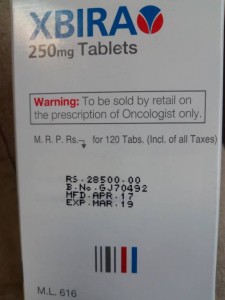 XBIRA
250mg Tablets
Warning: To be sold by retail on
the prescription of Oncologist only.
M. R. P. Rs.– for 120 Tabs. (Incl. of all Taxes)
RS.28500.00
B.No.GJ70492
MFD.APR.17
EXP.MAR.19
M.L. 616